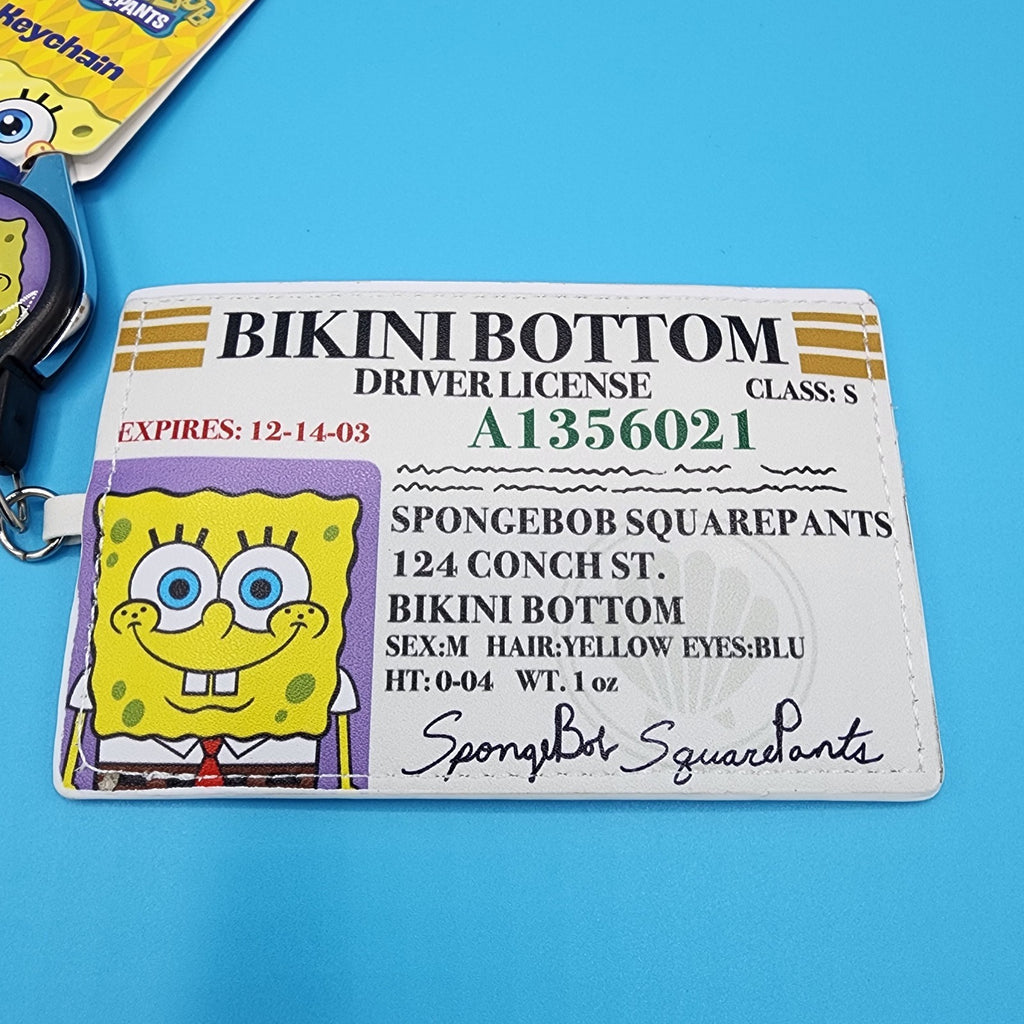 PANTS
Keychain
BIKINI BOTTOM
DRIVER LICENSE
CLASS: S
EXPIRES: 12-14-03
A1356021
SPONGEBOB SQUAREPANTS
124 CONCH ST.
BIKINI BOTTOM
SEX:M HAIR:YELLOW EYES:BLU
HT: 0-04 WT. 1 oz
SpongeBob SquarePants